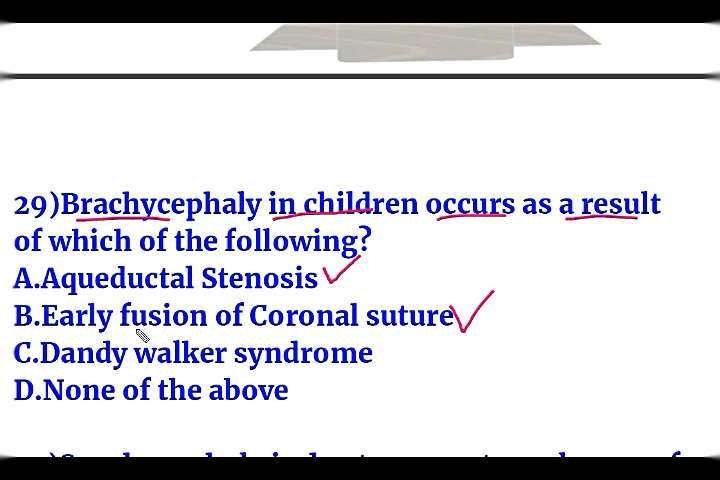 29)Brachycephaly in children occurs as a result
of which of the following?
A.Aqueductal Stenosis
B.Early fusion of Coronal suture
C.Dandy walker syndrome
D.None of the above